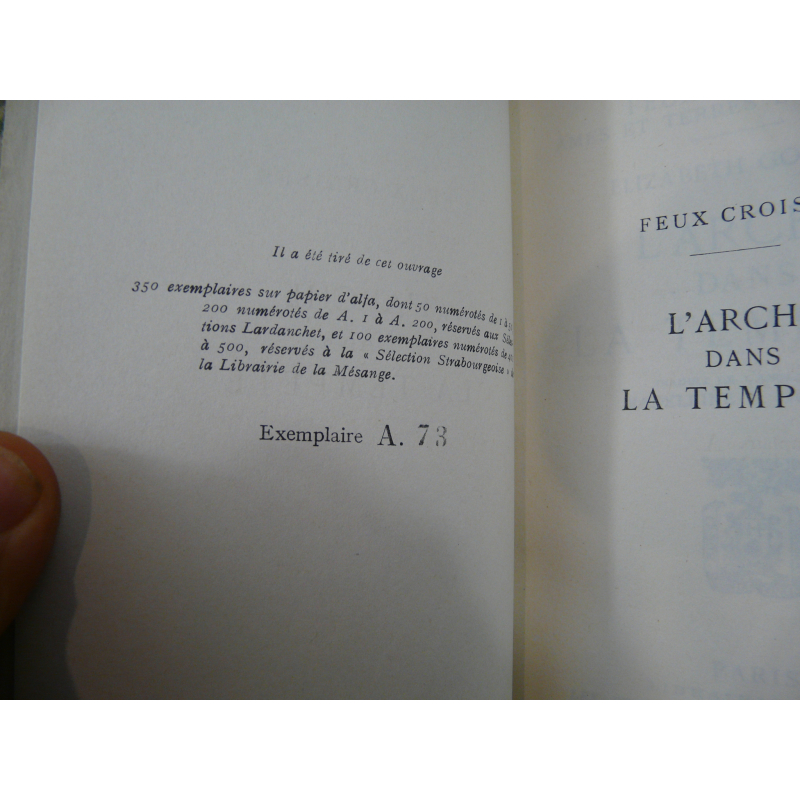 Il a été tiré de cet ouvrage
350 exemplaires sur papier d'alfa, dont 50 numérotés de 1 à
200 numérotés de A. 1 à A. 200, réservés aux
tions Lardanchet, et 100 exemplaires numérotés de
à 500, réservés à la « Sélection Strabourgeoise »
la Librairie de la Mésange.
Exemplaire A. 73
FEUX CROIS
L'ARCH
DANS
LA TEMP